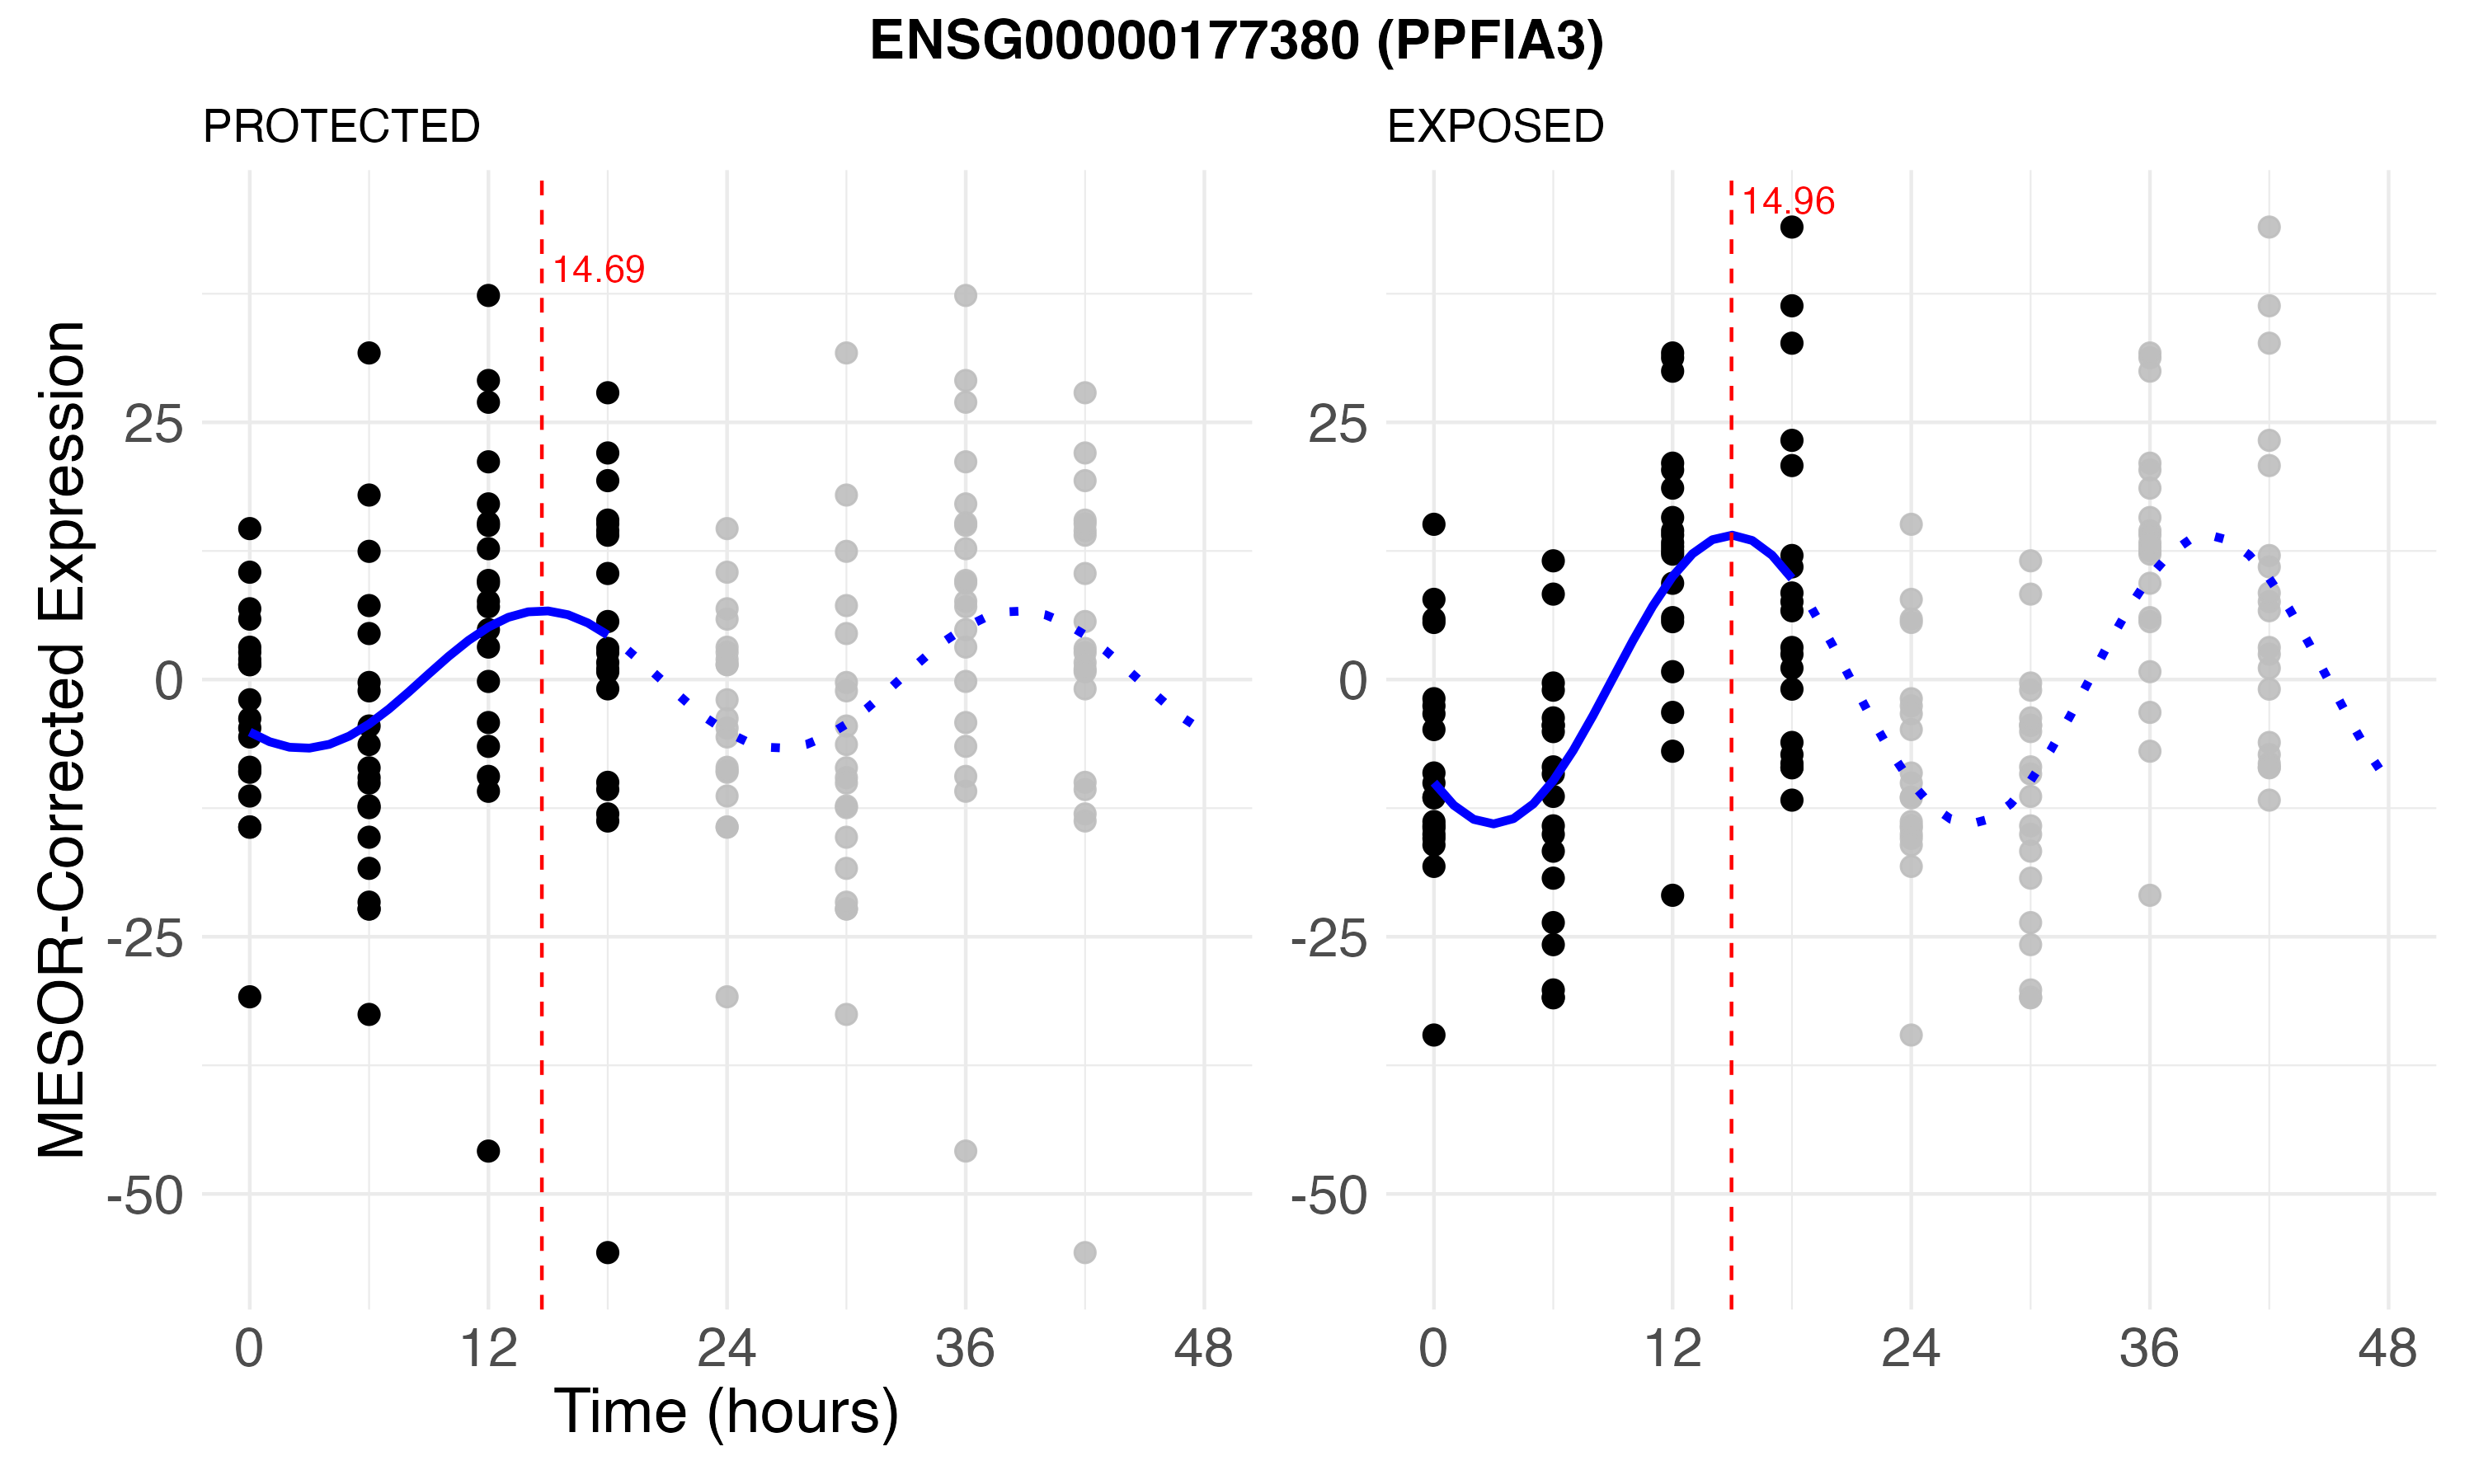 ENSG00000177380 (PPFIA3)
PROTECTED
EXPOSED
14.69
14.96
MESOR-Corrected Expression
25
0
-25
-50
25
0
-25
-50
0 12 24 36 48
0 12 24 36 48
Time (hours)